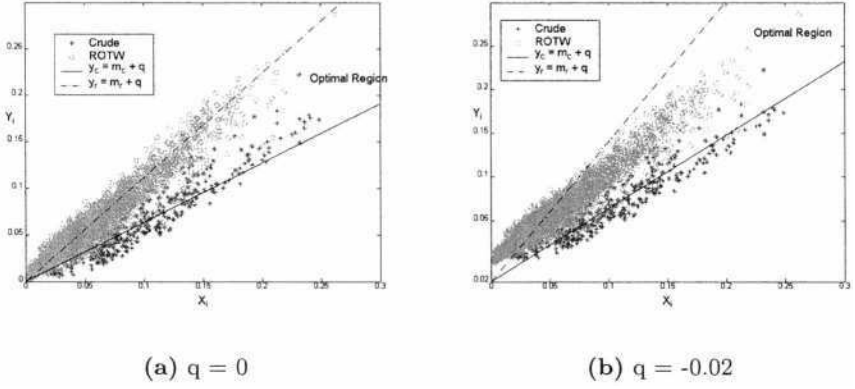 Crude
ROTW
y_c = m_c + q
y_r = m_r + q
Optimal Region
0.25
0.2
Y_i
0.1
0.05
0
0
0.05
0.1
0.15
0.2
0.25
0.3
X_i
(a) q = 0
Crude
ROTW
y_c = m_c + q
y_r = m_r + q
Optimal Region
0.25
0.2
Y_i
0.15
0.1
0.06
0.02
0
0.05
0.1
0.15
0.2
0.25
0.3
X_i
(b) q = -0.02